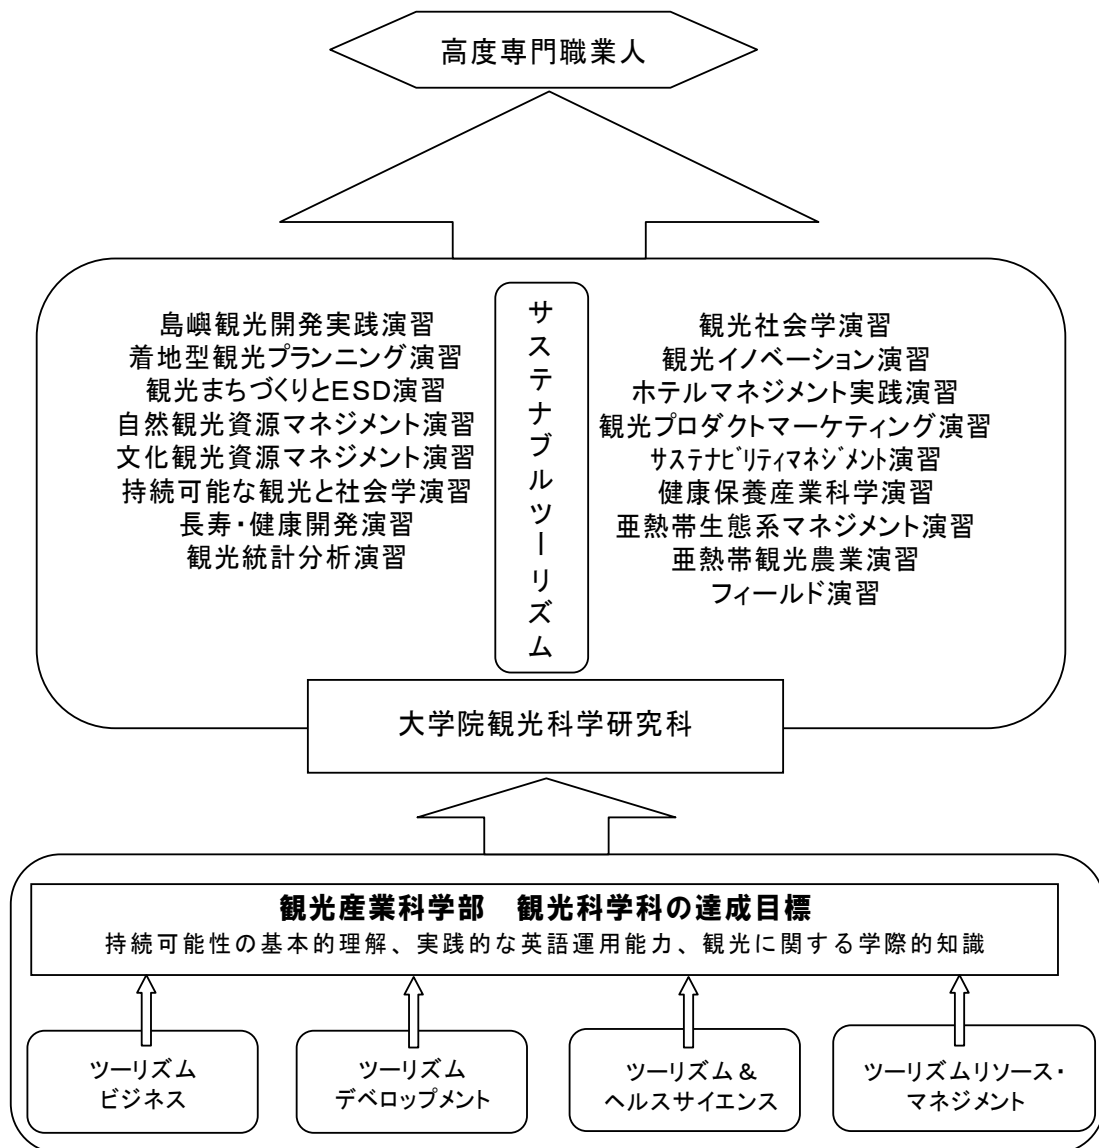 高度専門職業人
島嶼観光開発実践演習
着地型観光プランニング演習
観光まちづくりとESD演習
自然観光資源マネジメント演習
文化観光資源マネジメント演習
持続可能な観光と社会学演習
長寿・健康開発演習
観光統計分析演習
サステナブルツーリズム
観光社会学演習
観光イノベーション演習
ホテルマネジメント実践演習
観光プロダクトマーケティング演習
ｻｽﾃﾅﾋﾞﾘﾃｨﾏﾈｼﾞﾒﾝﾄ演習
健康保養産業科学演習
亜熱帯生態系マネジメント演習
亜熱帯観光農業演習
フィールド演習
大学院観光科学研究科
観光産業科学部　観光科学科の達成目標
持続可能性の基本的理解、実践的な英語運用能力、観光に関する学際的知識
ツーリズム
ビジネス
ツーリズム
デベロップメント
ツーリズム＆
ヘルスサイエンス
ツーリズムリソース・
マネジメント